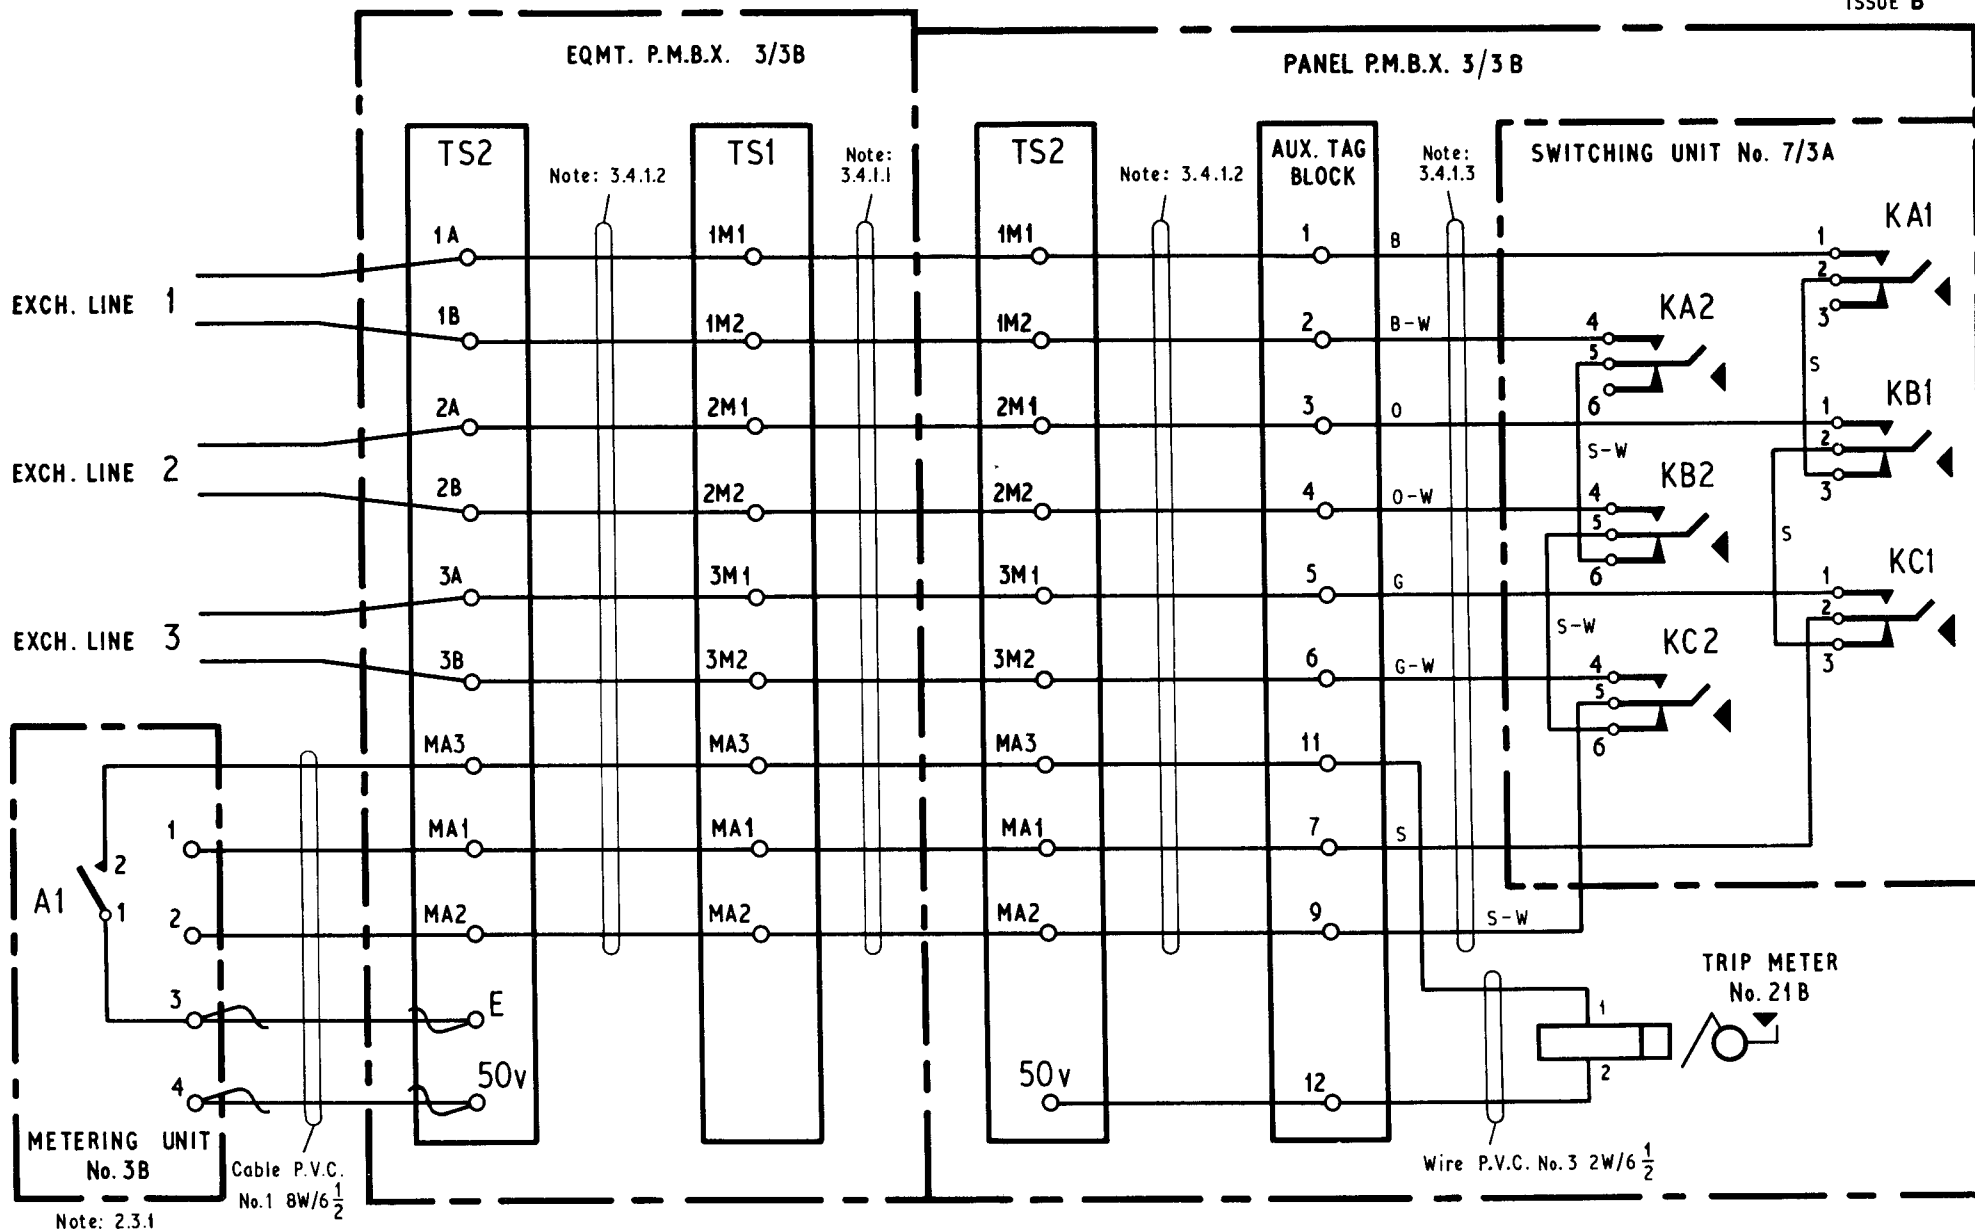 ISSUE B
EQMT. P.M.B.X. 3/3B
PANEL P.M.B.X. 3/3B
TS2
Note: 3.4.1.2
TS1
Note:
3.4.1.1
TS2
Note: 3.4.1.2
AUX. TAG
BLOCK
Note:
3.4.1.3
SWITCHING UNIT No. 7/3A
KA1
1
2
3
EXCH. LINE 1
1A
1M1
1M1
1
B
1B
1M2
1M2
2
B-W
KA2
4
5
6
S
EXCH. LINE 2
2A
2M1
2M1
3
O
KB1
1
2
3
S-W
2B
2M2
2M2
4
O-W
KB2
4
5
6
S
EXCH. LINE 3
3A
3M1
3M1
5
G
KC1
1
2
3
S-W
3B
3M2
3M2
6
G-W
KC2
4
5
6
MA3
MA3
MA3
11
1
MA1
MA1
MA1
7
S
A1
2
1
2
MA2
MA2
MA2
9
S-W
3
E
TRIP METER
No. 21B
1
2
4
50v
50v
12
METERING UNIT
No. 3B
Cable P.V.C.
No.1 8W/6 1/2
Wire P.V.C. No. 3 2W/6 1/2
Note: 2.3.1